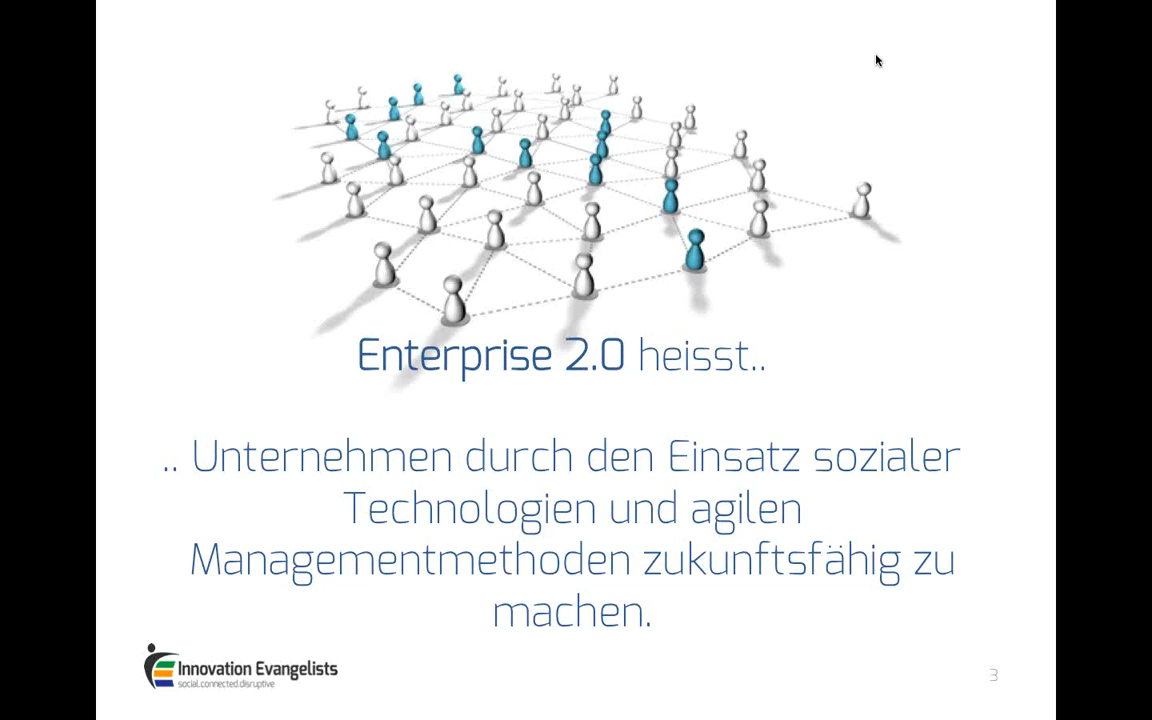 Enterprise 2.0 heisst..
.. Unternehmen durch den Einsatz sozialer
Technologien und agilen
Managementmethoden zukunftsfähig zu
machen.
Innovation Evangelists
social.connected.disruptive
3